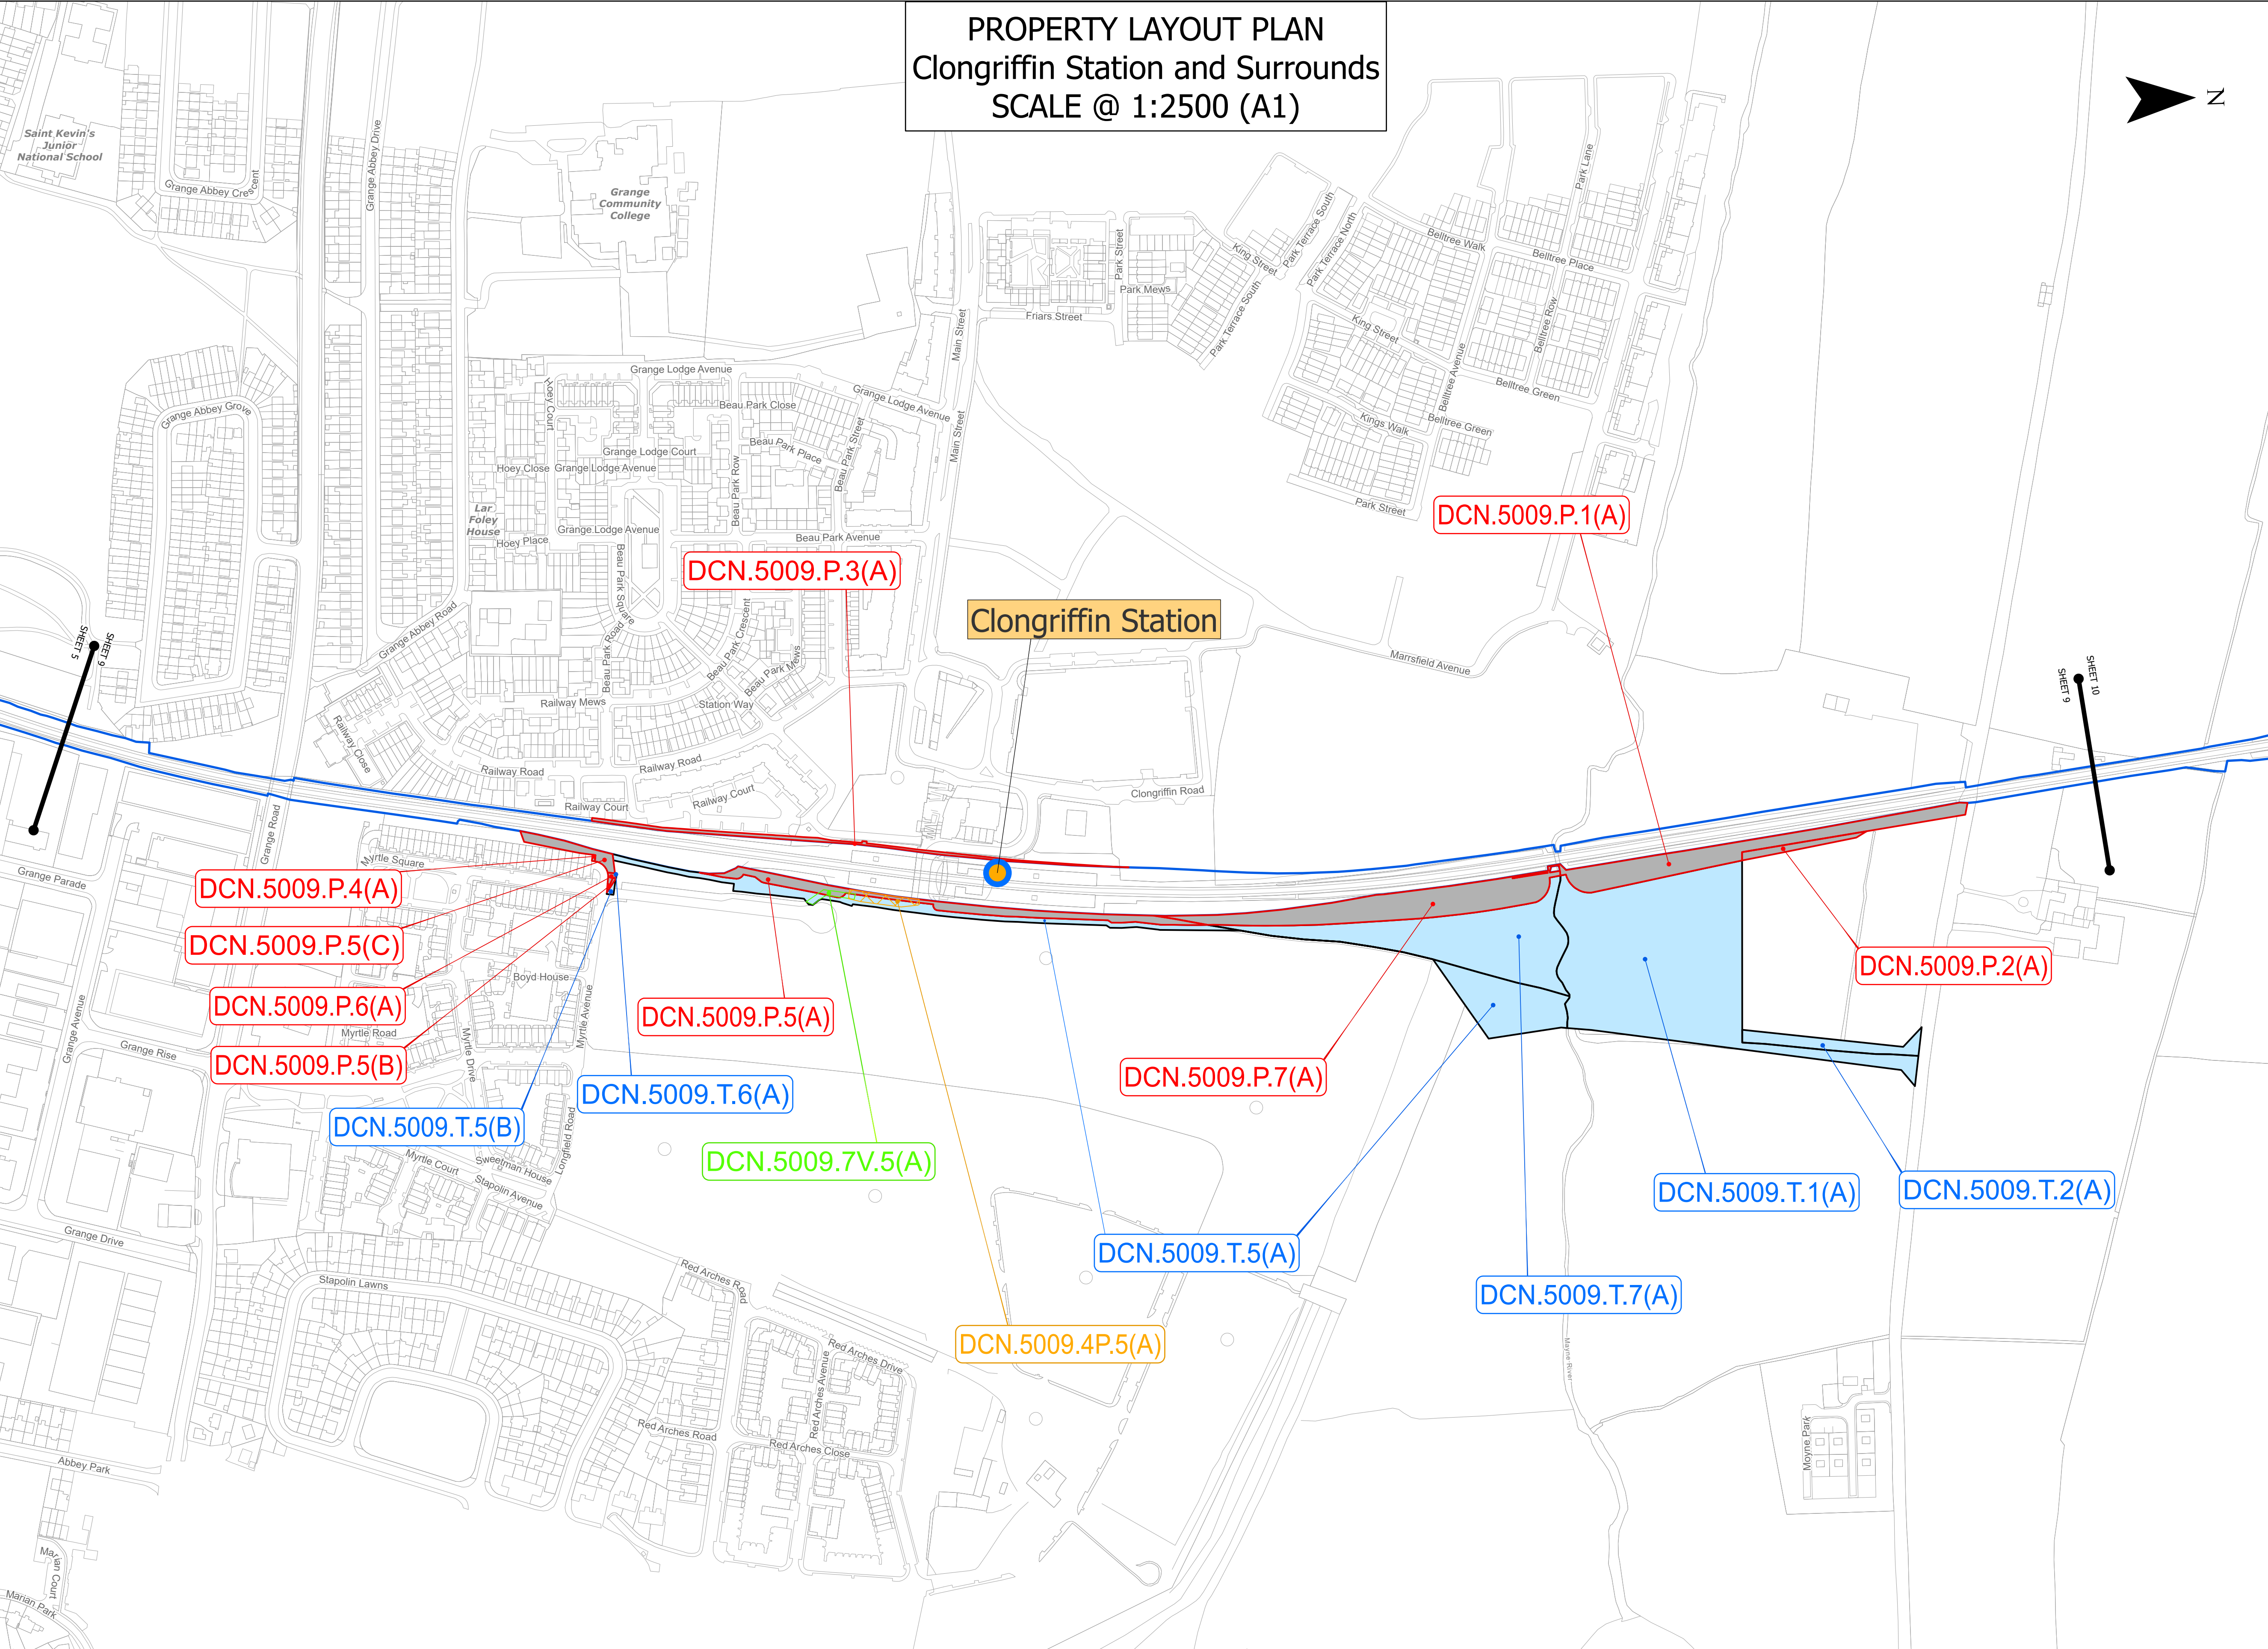 PROPERTY LAYOUT PLAN
Clongriffin Station and Surrounds
SCALE @ 1:2500 (A1)
N
Saint Kevin's
Junior
National School
Grange Abbey Crescent
Grange Abbey Drive
Grange
Community
College
Park Lane
Park Terrace South
Park Terrace North
King Street
Park Street
Park Mews
Friars Street
Park Terrace South
Belltree Walk
Belltree Place
Belltree Row
King Street
Belltree Avenue
Belltree Green
Belltree Green
Kings Walk
Park Street
Main Street
Main Street
Grange Lodge Avenue
Grange Lodge Avenue
Beau Park Close
Beau Park Place
Beau Park Street
Beau Park Row
Hoey Court
Grange Lodge Court
Hoey Close
Grange Lodge Avenue
Grange Abbey Grove
Lar
Foley
House
Hoey Place
Grange Lodge Avenue
Beau Park Avenue
Beau Park Square
DCN.5009.P.1(A)
DCN.5009.P.3(A)
Clongriffin Station
Grange Abbey Road
Beau Park Road
Beau Park Crescent
Beau Park Mews
Marrsfield Avenue
SHEET 5
SHEET 9
SHEET 10
SHEET 9
Railway Mews
Station Way
Railway Close
Railway Road
Railway Road
Railway Court
Railway Court
Clongriffin Road
Grange Road
Myrtle Square
Grange Parade
DCN.5009.P.4(A)
DCN.5009.P.5(C)
DCN.5009.P.6(A)
DCN.5009.P.5(B)
DCN.5009.P.5(A)
DCN.5009.P.2(A)
DCN.5009.P.7(A)
Boyd House
Myrtle Road
Myrtle Avenue
Myrtle Drive
Grange Avenue
Grange Rise
DCN.5009.T.6(A)
DCN.5009.T.5(B)
DCN.5009.7V.5(A)
Longfield Road
Myrtle Court
Sweetman House
Stapolin Avenue
DCN.5009.T.1(A)
DCN.5009.T.2(A)
DCN.5009.T.5(A)
DCN.5009.T.7(A)
DCN.5009.4P.5(A)
Grange Drive
Stapolin Lawns
Red Arches Road
Red Arches Drive
Red Arches Avenue
Red Arches Road
Red Arches Close
Mayne River
Moyne Park
Abbey Park
Marian Court
Marian Park